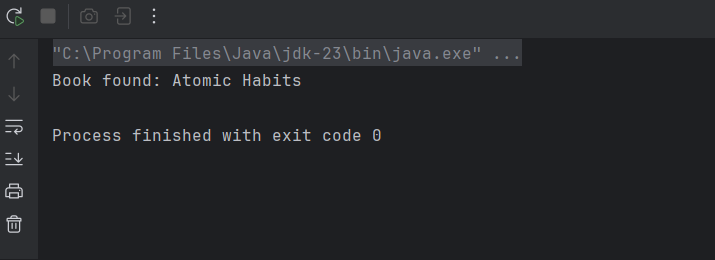 "C:\Program Files\Java\jdk-23\bin\java.exe" ...
Book found: Atomic Habits
Process finished with exit code 0